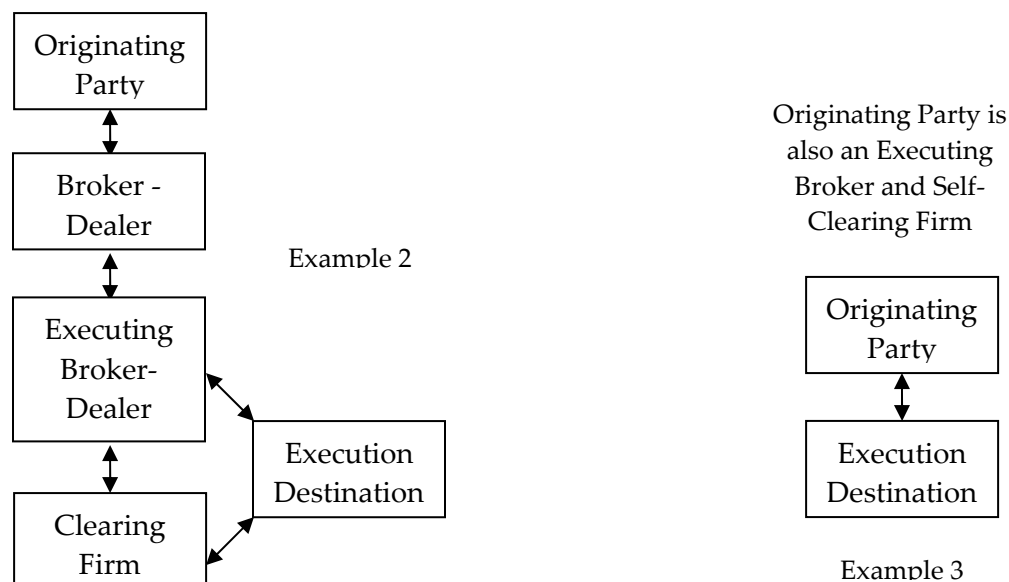 Originating
Party
Broker -
Dealer
Example 2
Executing
Broker-
Dealer
Execution
Destination
Clearing
Firm
Originating Party is
also an Executing
Broker and Self-
Clearing Firm
Originating
Party
Execution
Destination
Example 3